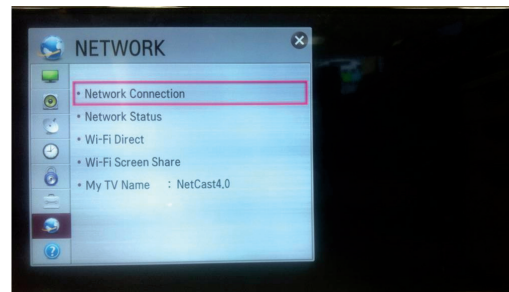 NETWORK
• Network Connection
• Network Status
• Wi-Fi Direct
• Wi-Fi Screen Share
• My TV Name : NetCast4.0